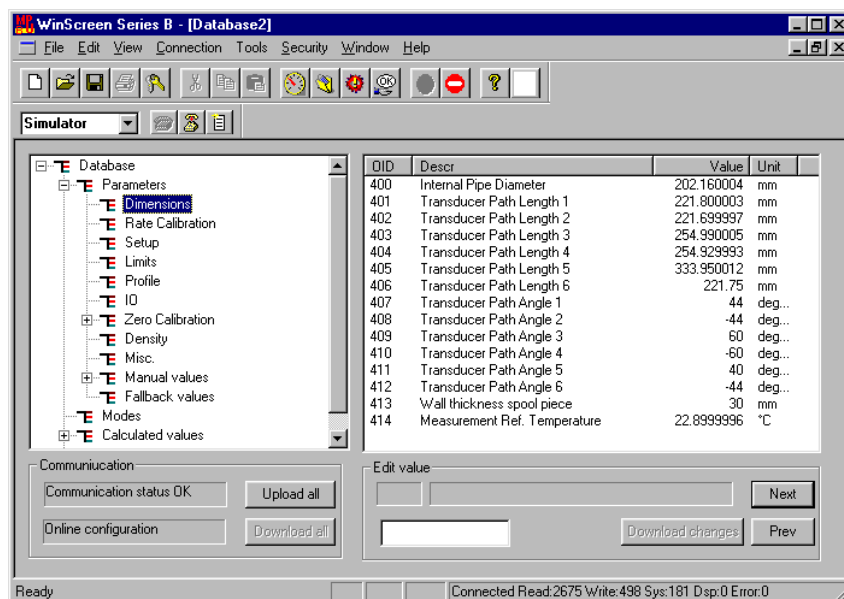 WinScreen Series B - [Database2]
File Edit View Connection Tools Security Window Help
OK
Simulator
Database
Parameters
Dimensions
Rate Calibration
Setup
Limits
Profile
IO
Zero Calibration
Density
Misc.
Manual values
Fallback values
Modes
Calculated values
OID Descr Value Unit
400 Internal Pipe Diameter 202.160004 mm
401 Transducer Path Length 1 221.800003 mm
402 Transducer Path Length 2 221.699997 mm
403 Transducer Path Length 3 254.990005 mm
404 Transducer Path Length 4 254.929993 mm
405 Transducer Path Length 5 333.950012 mm
406 Transducer Path Length 6 221.75 mm
407 Transducer Path Angle 1 44 deg...
408 Transducer Path Angle 2 -44 deg...
409 Transducer Path Angle 3 60 deg...
410 Transducer Path Angle 4 -60 deg...
411 Transducer Path Angle 5 40 deg...
412 Transducer Path Angle 6 -44 deg...
413 Wall thickness spool piece 30 mm
414 Measurement Ref. Temperature 22.8999996 °C
Communiucation
Communication status OK Upload all
Online configuration Download all
Edit value
Next
Download changes Prev
Ready Connected Read:2675 Write:498 Sys:181 Dsp:0 Error:0